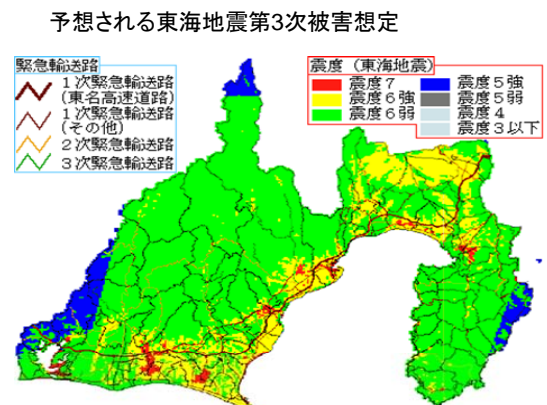 予想される東海地震第3次被害想定
緊急輸送路
1次緊急輸送路
(東名高速道路)
1次緊急輸送路
(その他)
2次緊急輸送路
3次緊急輸送路
震度(東海地震)
震度7
震度6強
震度6弱
震度5強
震度5弱
震度4
震度3以下